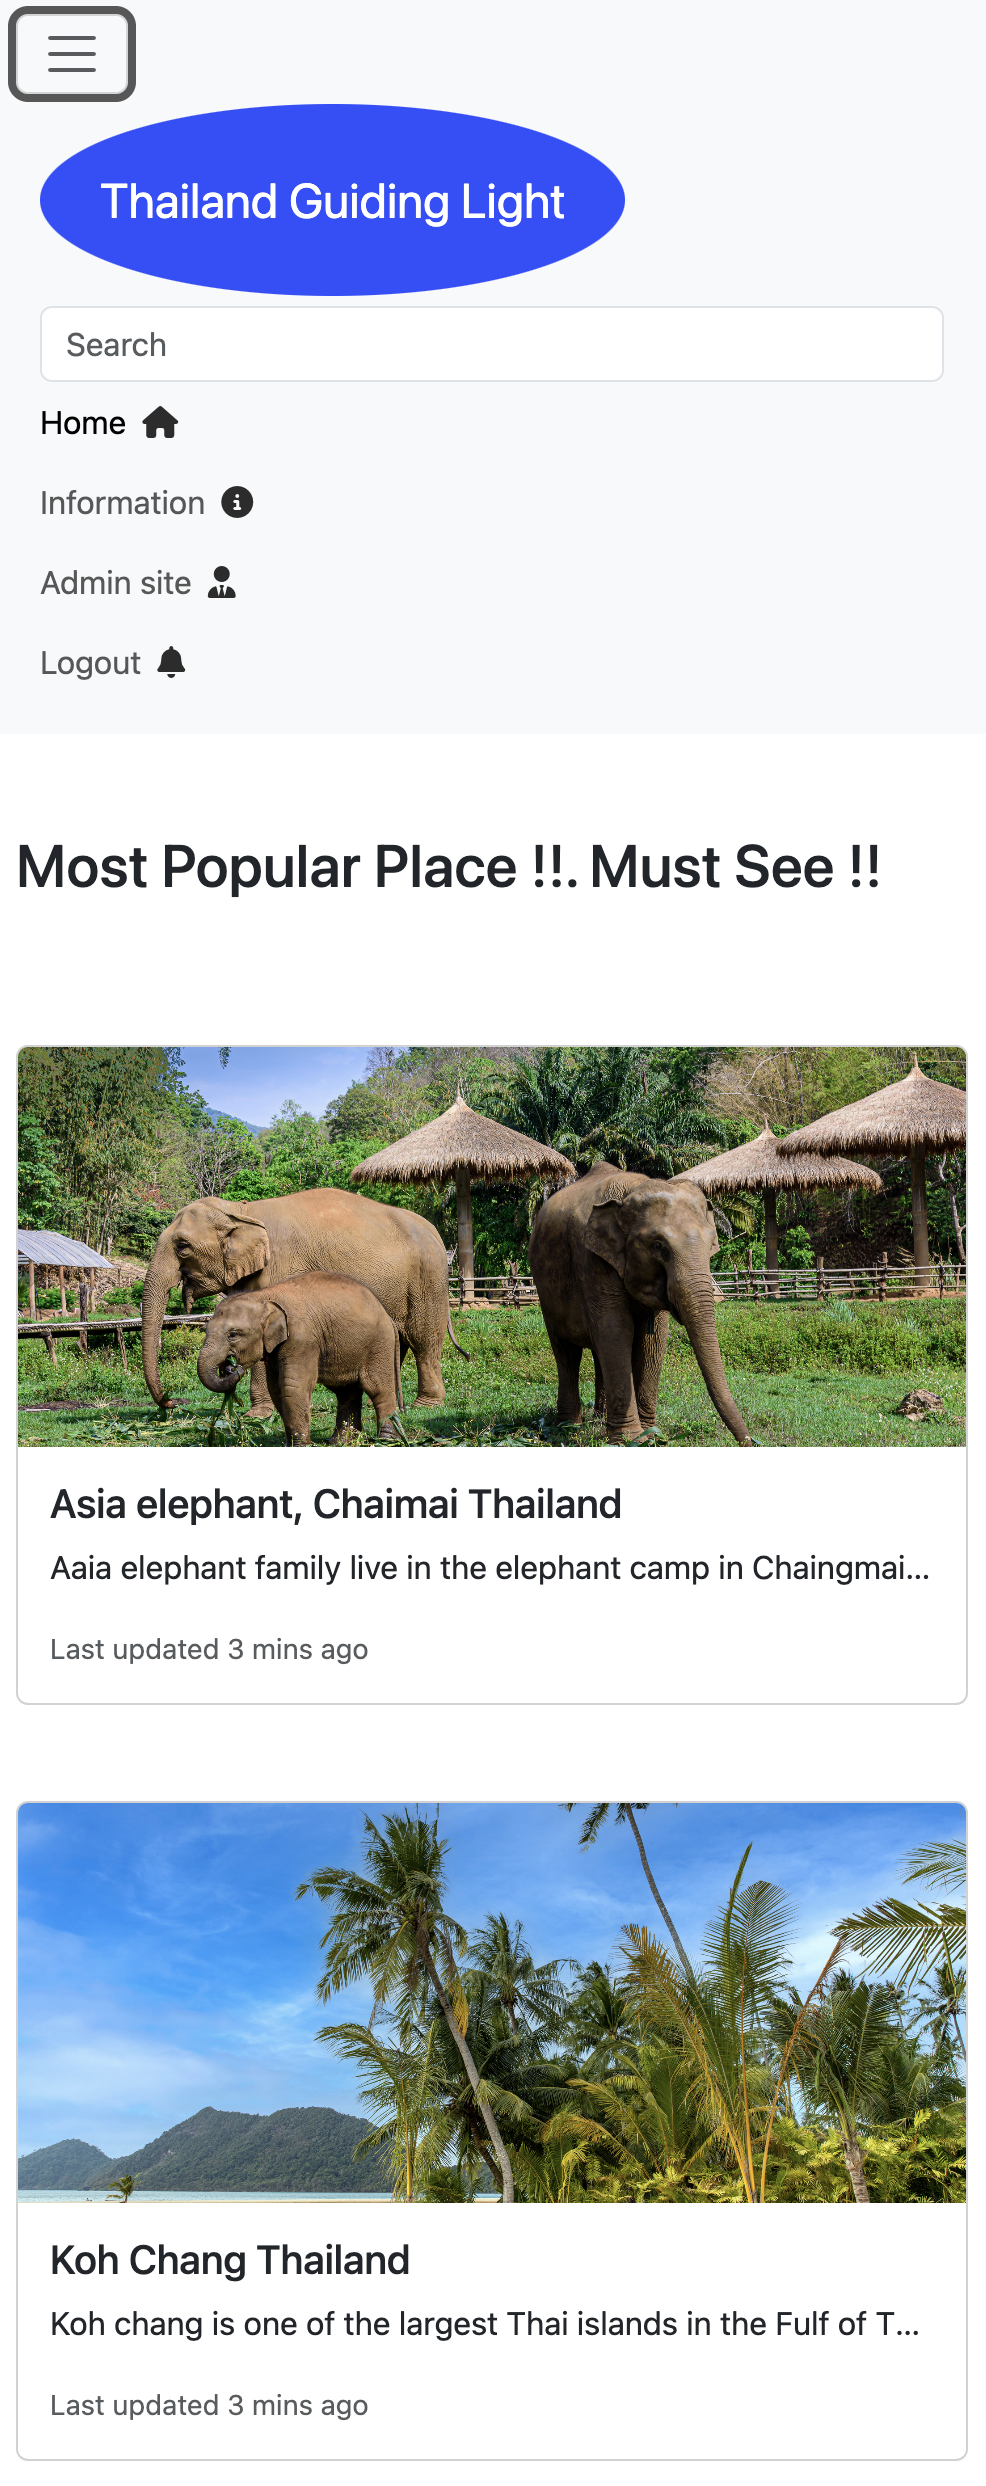 Thailand Guiding Light
Search
Home
Information
Admin site
Logout
Most Popular Place !!. Must See !!
Asia elephant, Chaimai Thailand
Aaia elephant family live in the elephant camp in Chaingmai...
Last updated 3 mins ago
Koh Chang Thailand
Koh chang is one of the largest Thai islands in the Fulf of T...
Last updated 3 mins ago